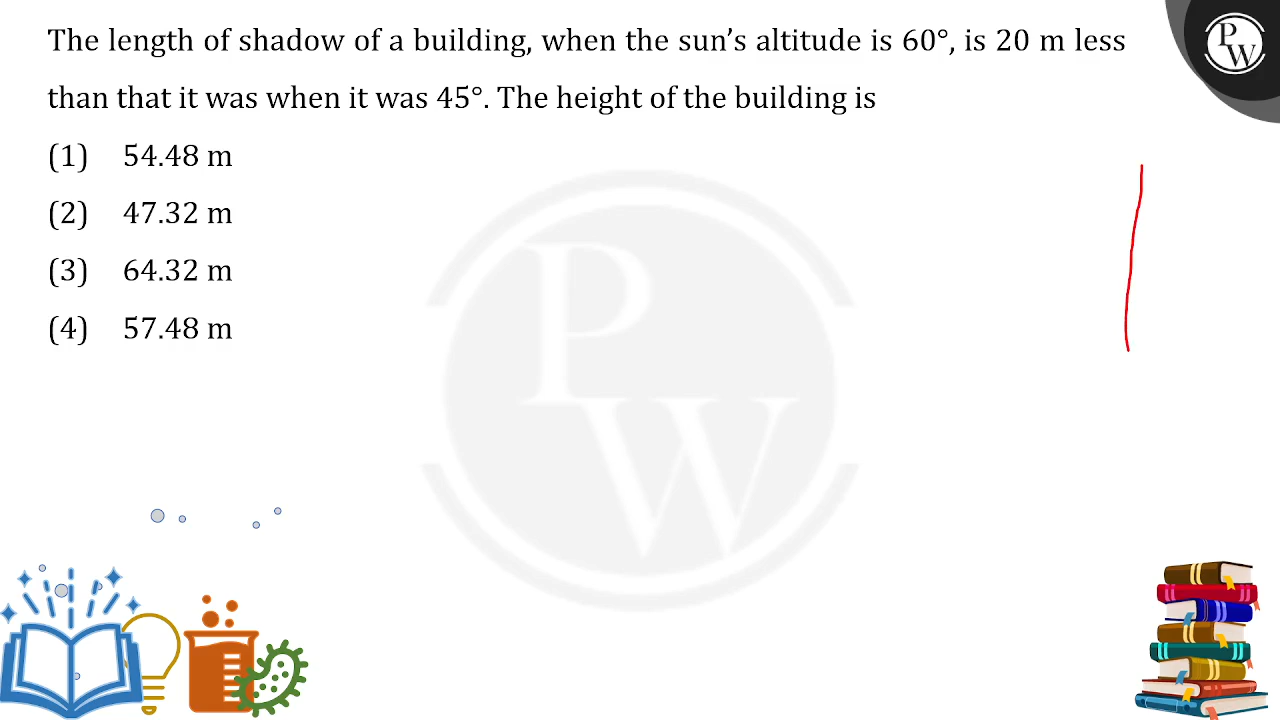 The length of shadow of a building, when the sun’s altitude is 60°, is 20 m less
than that it was when it was 45°. The height of the building is
(1) 54.48 m
(2) 47.32 m
(3) 64.32 m
(4) 57.48 m
PW
PW